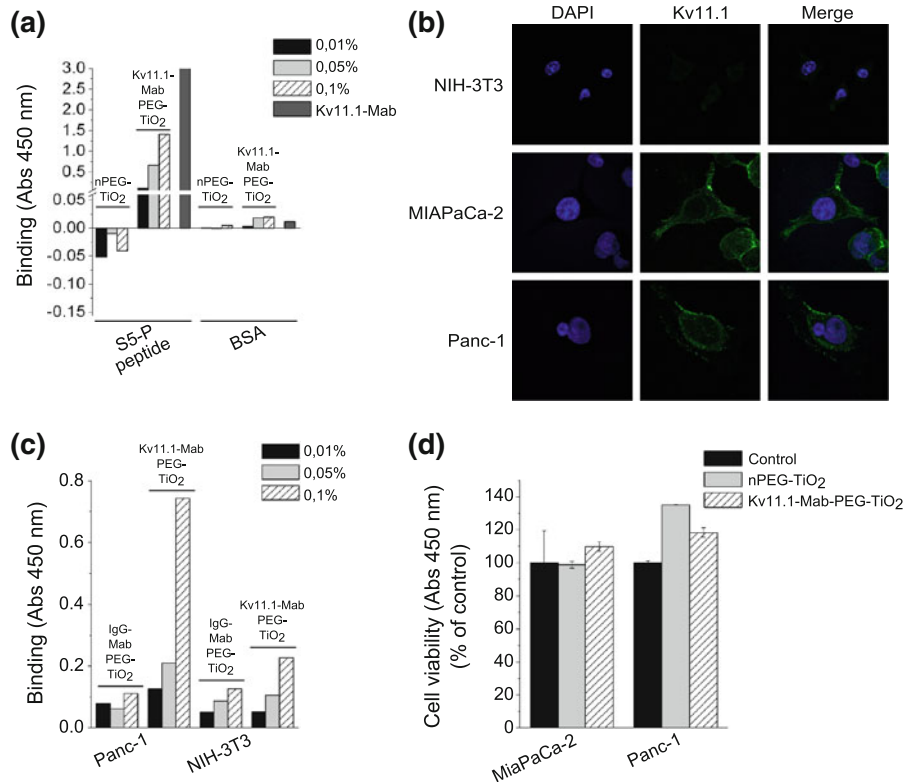 (a)
0,01%
0,05%
0,1%
Kv11.1-Mab
Kv11.1-
Mab
PEG-
TiO2
nPEG-
TiO2
nPEG-
TiO2
Kv11.1-
Mab
PEG-
TiO2
Binding (Abs 450 nm)
3.0
2.5
2.0
1.5
1.0
0.5
0.05
0.00
-0.05
-0.10
-0.15
S5-P
peptide
BSA
(b)
DAPI
Kv11.1
Merge
NIH-3T3
MIAPaCa-2
Panc-1
(c)
0,01%
0,05%
0,1%
Kv11.1-Mab
PEG-
TiO2
IgG-
Mab
PEG-
TiO2
IgG-
Mab
PEG-
TiO2
Kv11.1-Mab
PEG-
TiO2
Binding (Abs 450 nm)
0.8
0.6
0.4
0.2
0.0
Panc-1
NIH-3T3
(d)
Control
nPEG-TiO2
Kv11.1-Mab-PEG-TiO2
Cell viability (Abs 450 nm)
(% of control)
140
120
100
80
60
40
20
0
MiaPaCa-2
Panc-1